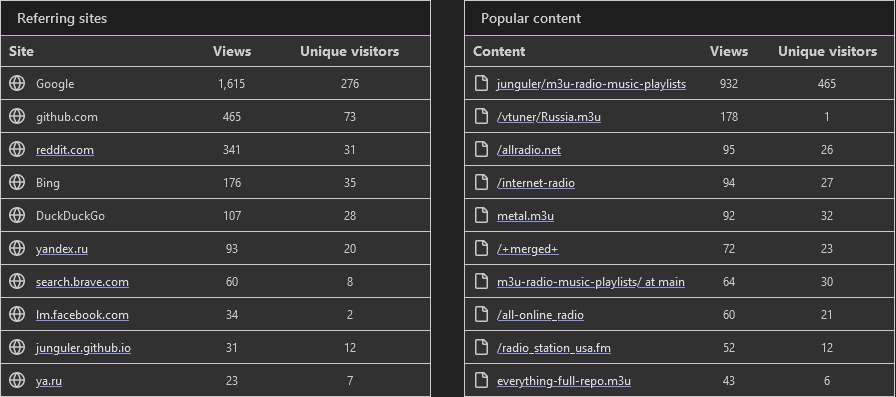 Referring sites
Site Views Unique visitors
Google 1,615 276
github.com 465 73
reddit.com 341 31
Bing 176 35
DuckDuckGo 107 28
yandex.ru 93 20
search.brave.com 60 8
lm.facebook.com 34 2
junguler.github.io 31 12
ya.ru 23 7
Popular content
Content Views Unique visitors
junguler/m3u-radio-music-playlists 932 465
/vtuner/Russia.m3u 178 1
/allradio.net 95 26
/internet-radio 94 27
metal.m3u 92 32
/+merged+ 72 23
m3u-radio-music-playlists/ at main 64 30
/all-online_radio 60 21
/radio_station_usa.fm 52 12
everything-full-repo.m3u 43 6